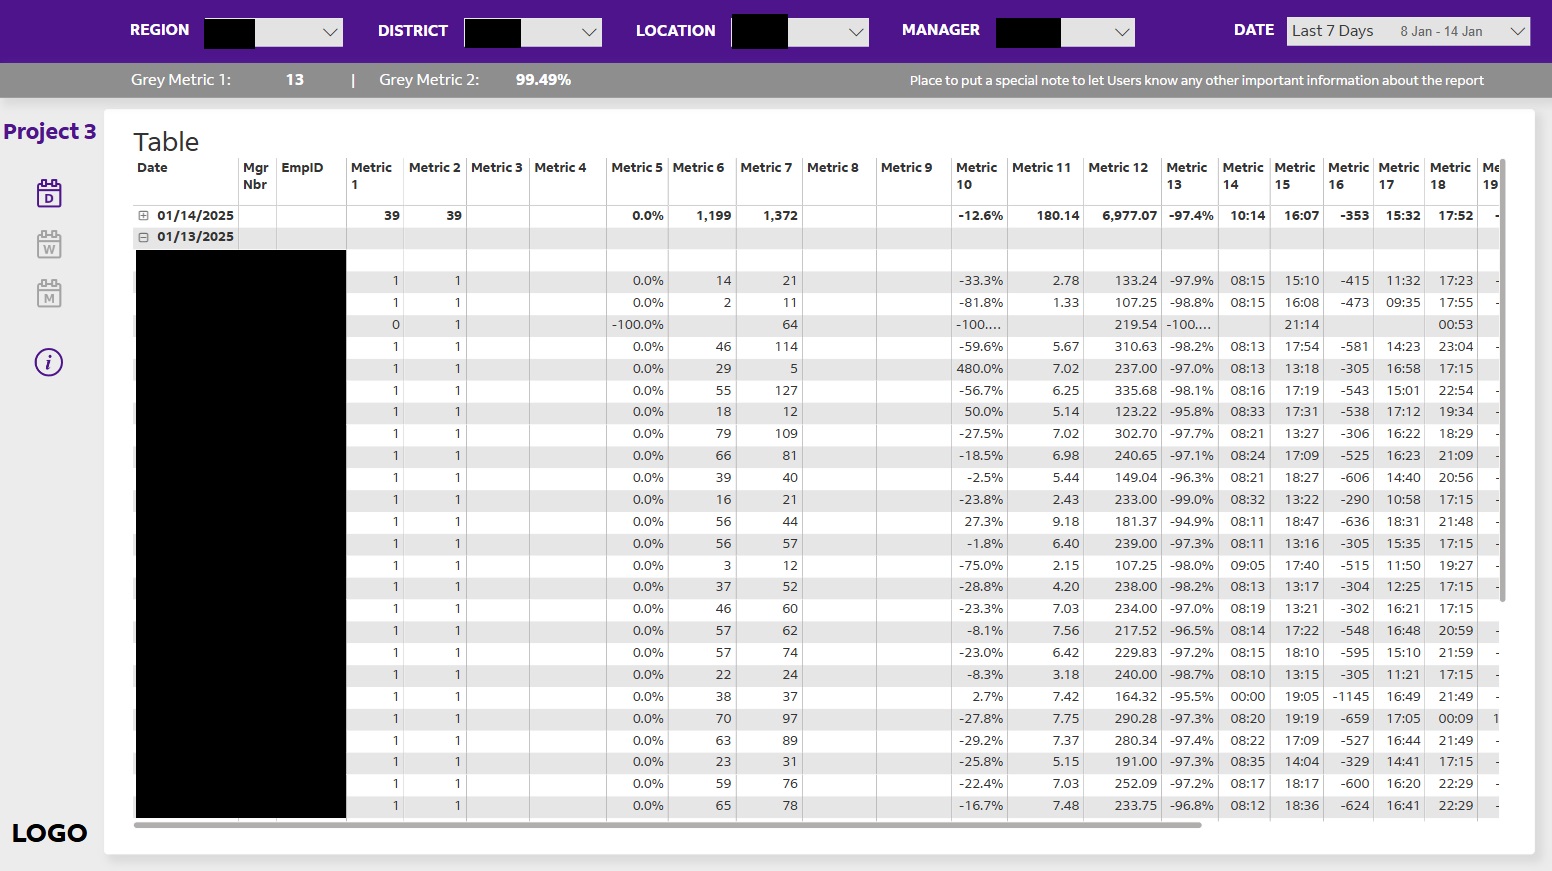 REGION DISTRICT LOCATION MANAGER DATE Last 7 Days 8 Jan - 14 Jan
Grey Metric 1: 13 | Grey Metric 2: 99.49% Place to put a special note to let Users know any other important information about the report
Project 3
D
W
M
i
LOGO
Table
Date Mgr Nbr EmpID Metric 1 Metric 2 Metric 3 Metric 4 Metric 5 Metric 6 Metric 7 Metric 8 Metric 9 Metric 10 Metric 11 Metric 12 Metric 13 Metric 14 Metric 15 Metric 16 Metric 17 Metric 18 Me 19
01/14/2025 39 39 0.0% 1,199 1,372 -12.6% 180.14 6,977.07 -97.4% 10:14 16:07 -353 15:32 17:52 -
01/13/2025
1 1 0.0% 14 21 -33.3% 2.78 133.24 -97.9% 08:15 15:10 -415 11:32 17:23 -
1 1 0.0% 2 11 -81.8% 1.33 107.25 -98.8% 08:15 16:08 -473 09:35 17:55 -
0 1 -100.0% 64 -100.... 219.54 -100.... 21:14 00:53
1 1 0.0% 46 114 -59.6% 5.67 310.63 -98.2% 08:13 17:54 -581 14:23 23:04 -
1 1 0.0% 29 5 480.0% 7.02 237.00 -97.0% 08:13 13:18 -305 16:58 17:15
1 1 0.0% 55 127 -56.7% 6.25 335.68 -98.1% 08:16 17:19 -543 15:01 22:54 -
1 1 0.0% 18 12 50.0% 5.14 123.22 -95.8% 08:33 17:31 -538 17:12 19:34 -
1 1 0.0% 79 109 -27.5% 7.02 302.70 -97.7% 08:21 13:27 -306 16:22 18:29 -
1 1 0.0% 66 81 -18.5% 6.98 240.65 -97.1% 08:24 17:09 -525 16:23 21:09 -
1 1 0.0% 39 40 -2.5% 5.44 149.04 -96.3% 08:21 18:27 -606 14:40 20:56 -
1 1 0.0% 16 21 -23.8% 2.43 233.00 -99.0% 08:32 13:22 -290 10:58 17:15 -
1 1 0.0% 56 44 27.3% 9.18 181.37 -94.9% 08:11 18:47 -636 18:31 21:48 -
1 1 0.0% 56 57 -1.8% 6.40 239.00 -97.3% 08:11 13:16 -305 15:35 17:15 -
1 1 0.0% 3 12 -75.0% 2.15 107.25 -98.0% 09:05 17:40 -515 11:50 19:27 -
1 1 0.0% 37 52 -28.8% 4.20 238.00 -98.2% 08:13 13:17 -304 12:25 17:15 -
1 1 0.0% 46 60 -23.3% 7.03 234.00 -97.0% 08:19 13:21 -302 16:21 17:15
1 1 0.0% 57 62 -8.1% 7.56 217.52 -96.5% 08:14 17:22 -548 16:48 20:59 -
1 1 0.0% 57 74 -23.0% 6.42 229.83 -97.2% 08:15 18:10 -595 15:10 21:59 -
1 1 0.0% 22 24 -8.3% 3.18 240.00 -98.7% 08:10 13:15 -305 11:21 17:15 -
1 1 0.0% 38 37 2.7% 7.42 164.32 -95.5% 00:00 19:05 -1145 16:49 21:49 -
1 1 0.0% 70 97 -27.8% 7.75 290.28 -97.3% 08:20 19:19 -659 17:05 00:09 1
1 1 0.0% 63 89 -29.2% 7.37 280.34 -97.4% 08:22 17:09 -527 16:44 21:49 -
1 1 0.0% 23 31 -25.8% 5.15 191.00 -97.3% 08:35 14:04 -329 14:41 17:15 -
1 1 0.0% 59 76 -22.4% 7.03 252.09 -97.2% 08:17 18:17 -600 16:20 22:29 -
1 1 0.0% 65 78 -16.7% 7.48 233.75 -96.8% 08:12 18:36 -624 16:41 22:29 -